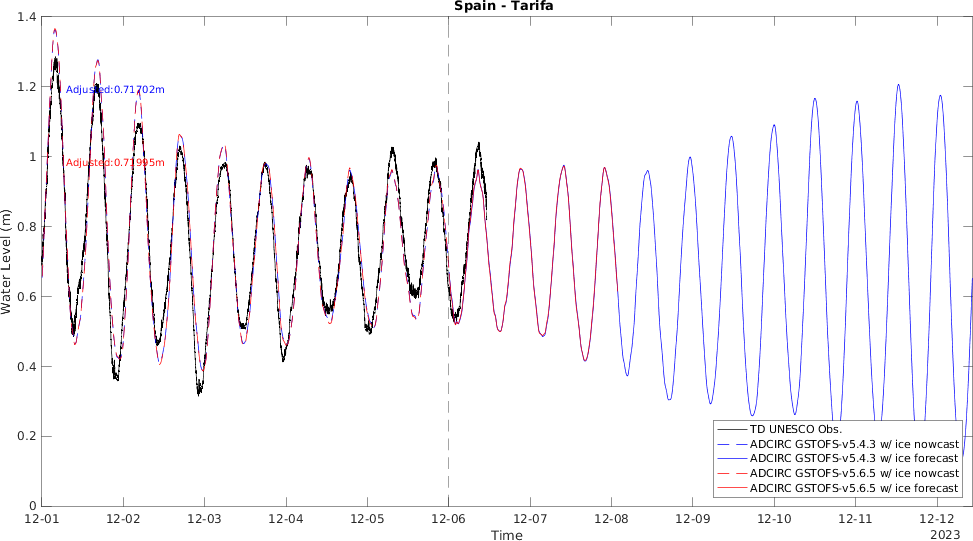 Spain - Tarifa
1.4
1.2
1
0.8
0.6
0.4
0.2
0
Water Level (m)
Adjusted:0.71702m
Adjusted:0.71995m
TD UNESCO Obs.
ADCIRC GSTOFS-v5.4.3 w/ ice nowcast
ADCIRC GSTOFS-v5.4.3 w/ ice forecast
ADCIRC GSTOFS-v5.6.5 w/ ice nowcast
ADCIRC GSTOFS-v5.6.5 w/ ice forecast
12-01 12-02 12-03 12-04 12-05 12-06 12-07 12-08 12-09 12-10 12-11 12-12
Time
2023